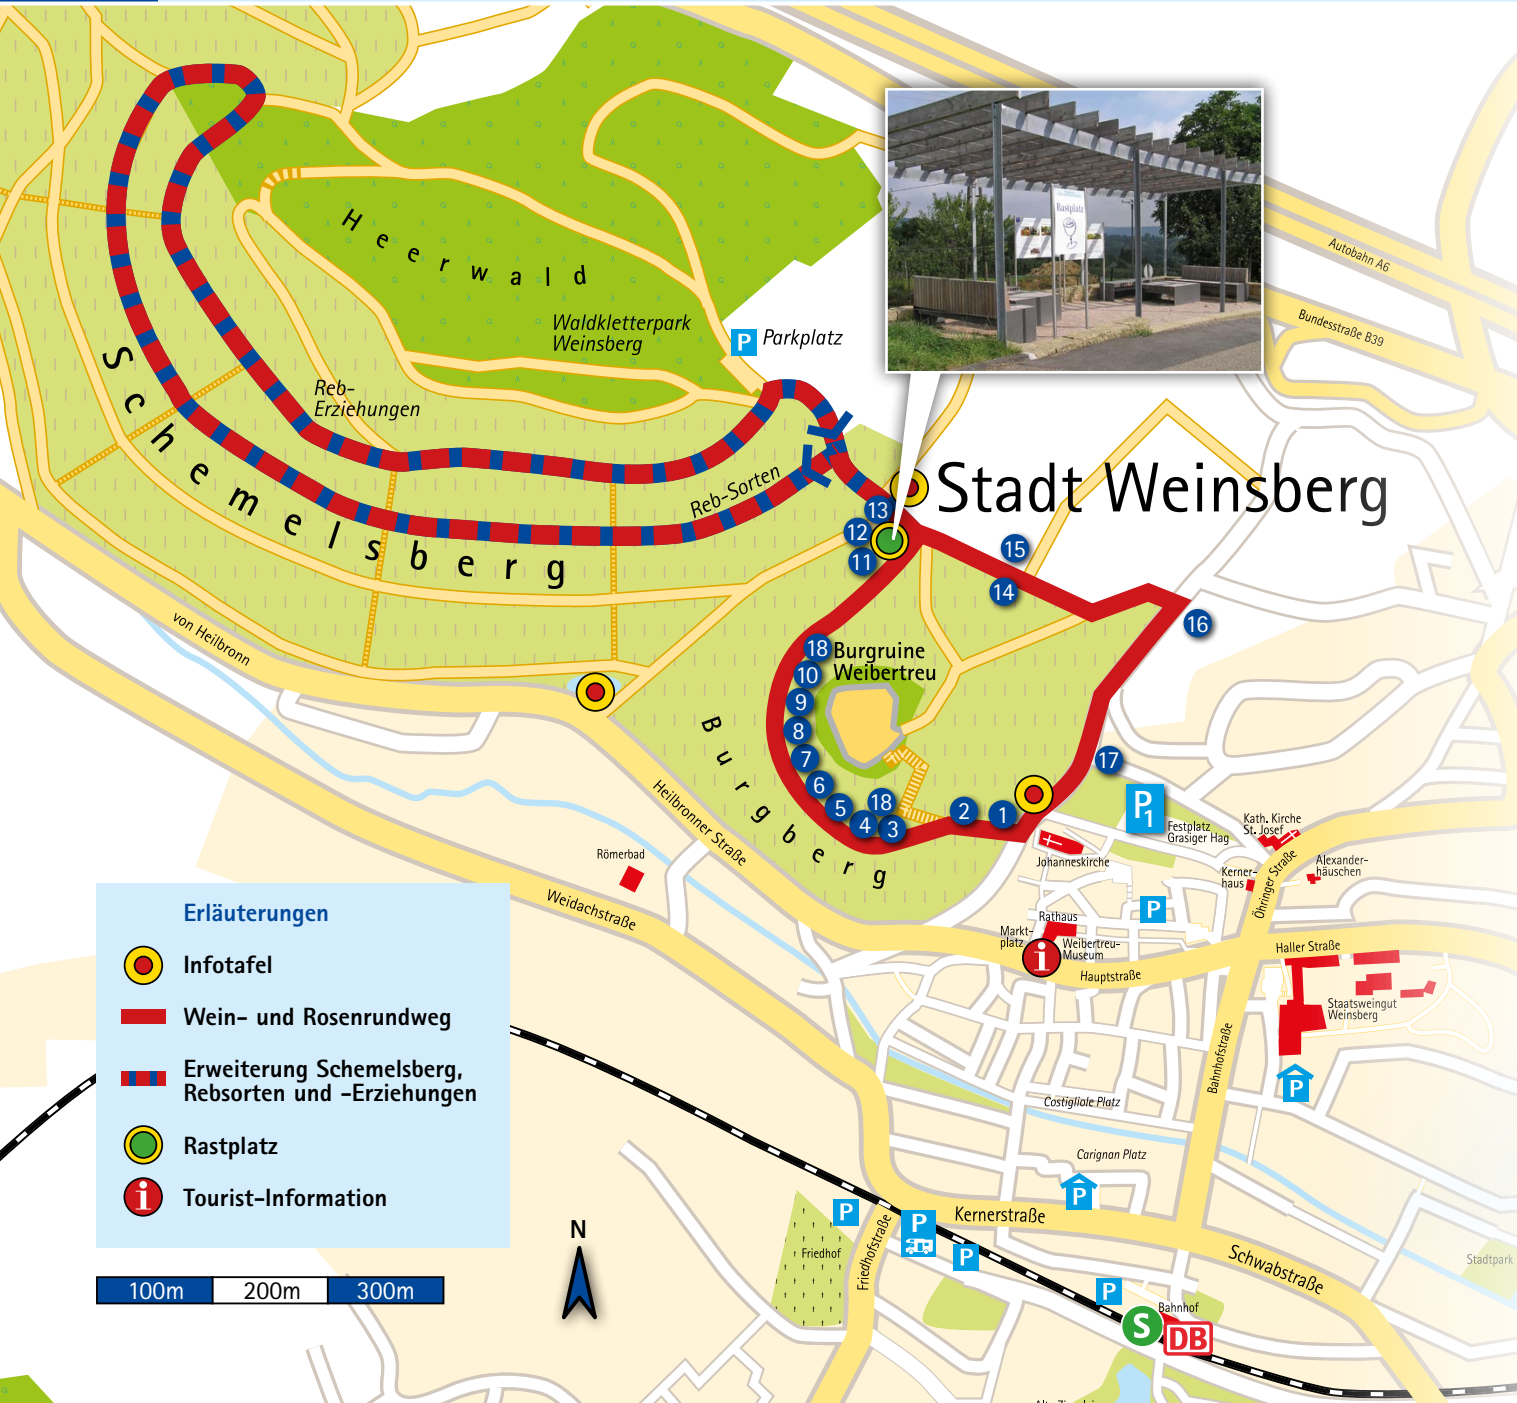 Autobahn A6
Bundesstraße B39
Rastplatz
Heerwald
Waldkletterpark
Weinsberg
P
Parkplatz
Reb-
Erziehungen
Schemelsberg
Reb-Sorten
Stadt Weinsberg
13
12
11
15
14
16
von Heilbronn
18
Burgruine
Weibertreu
10
9
8
7
6
5
4
18
3
2
1
17
Burgberg
Heilbronner Straße
P1
Festplatz
Grasiger Hag
Kath. Kirche
St. Josef
Johanneskirche
Kerner-
haus
Alexander-
häuschen
Öhringer Straße
Römerbad
Weidachstraße
P
Rathaus
Markt-
platz
i
Weibertreu-
Museum
Hauptstraße
Haller Straße
Staatsweingut
Weinsberg
P
Bahnhofstraße
Costigliole Platz
Carignan Platz
P
Kernerstraße
Schwabstraße
Stadtpark
P
Friedhof
Friedhofstraße
P
P
P
Bahnhof
S
DB
Erläuterungen
Infotafel
Wein- und Rosenrundweg
Erweiterung Schemelsberg,
Rebsorten und -Erziehungen
Rastplatz
i
Tourist-Information
100m
200m
300m
N